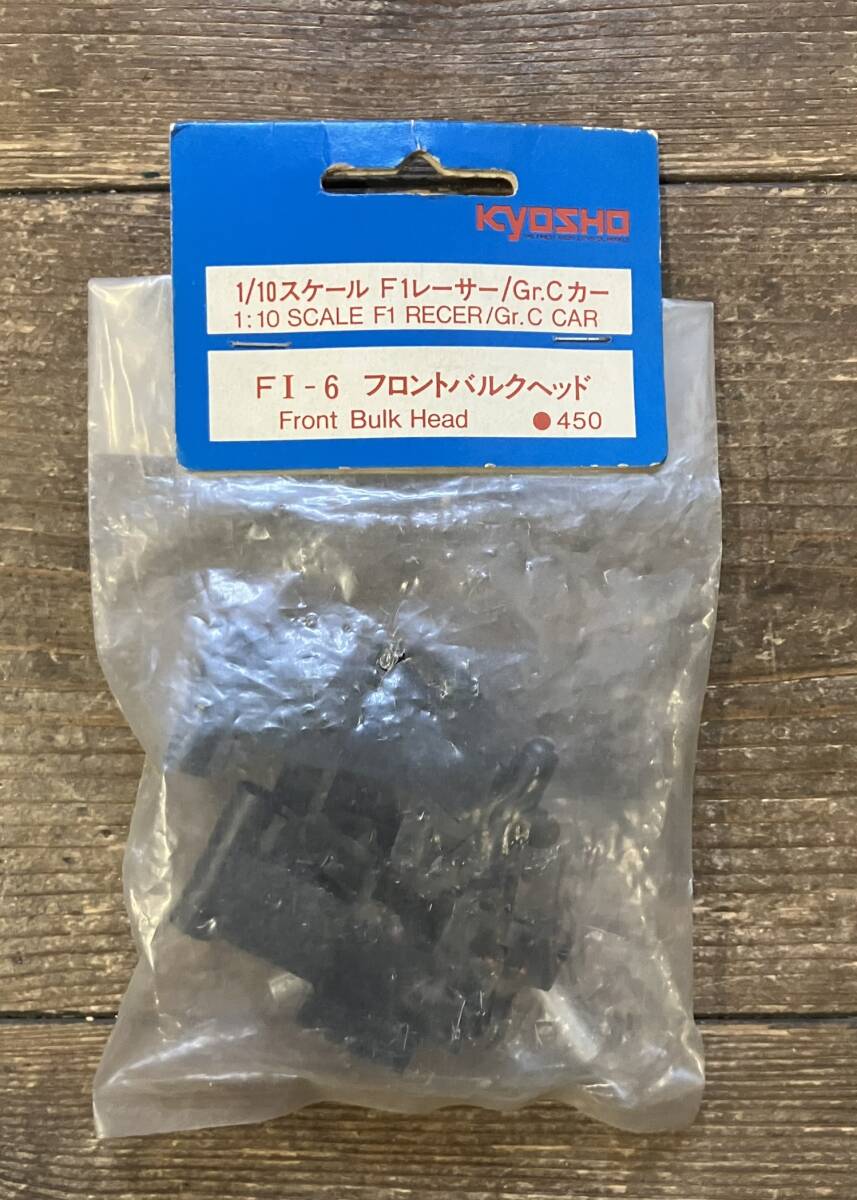 KYOSHO
1/10スケール F1レーサー/Gr.Cカー
1:10 SCALE F1 RECER/Gr.C CAR
FI-6 フロントバルクヘッド
Front Bulk Head ●450